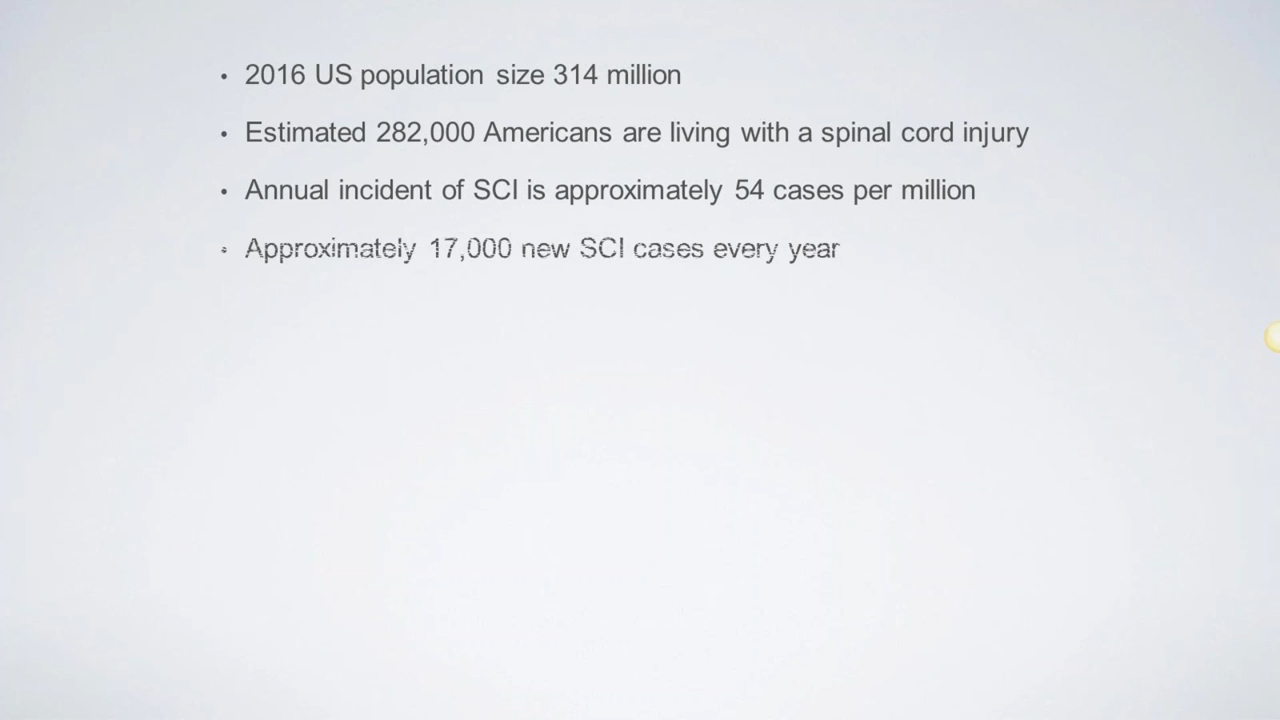 • 2016 US population size 314 million
• Estimated 282,000 Americans are living with a spinal cord injury
• Annual incident of SCI is approximately 54 cases per million
• Approximately 17,000 new SCI cases every year